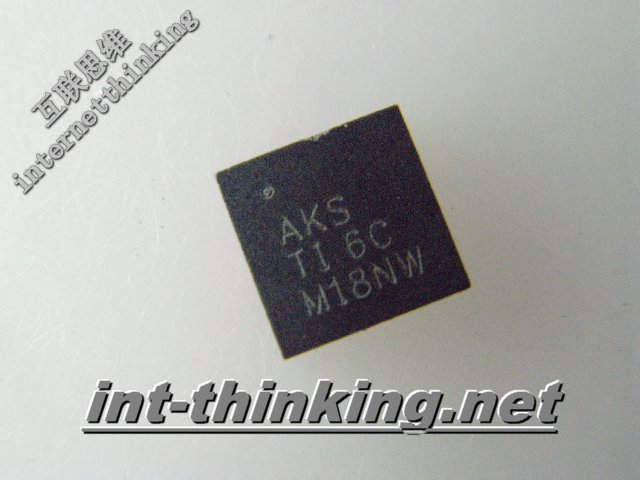 互联思维
internetthinking
AKS
TI 6C
M18NW
int-thinking.net